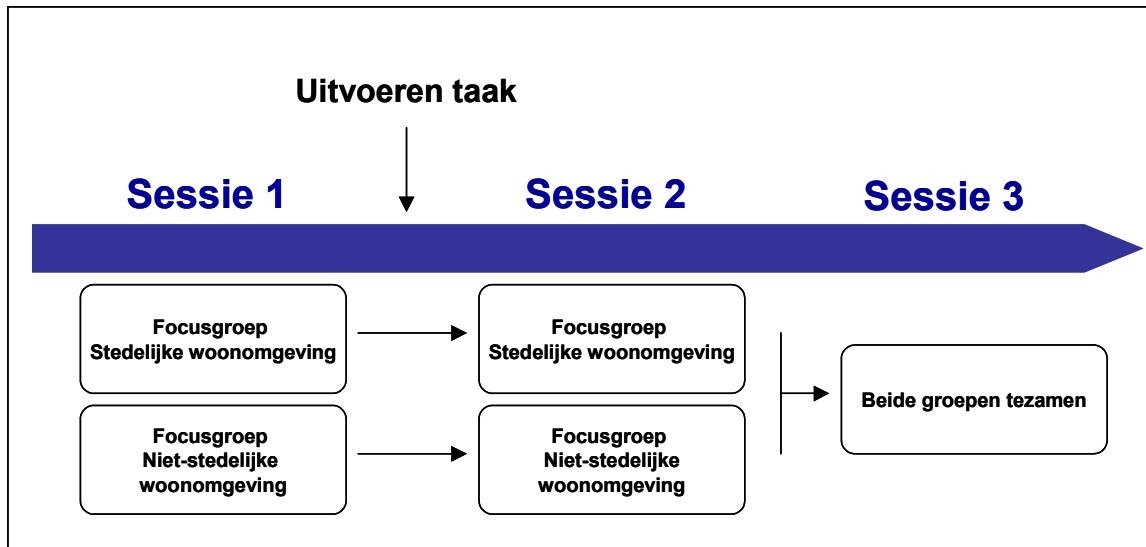 Uitvoeren taak
Sessie 1
Sessie 2
Sessie 3
Focusgroep
Stedelijke woonomgeving
Focusgroep
Stedelijke woonomgeving
Beide groepen tezamen
Focusgroep
Niet-stedelijke
woonomgeving
Focusgroep
Niet-stedelijke
woonomgeving